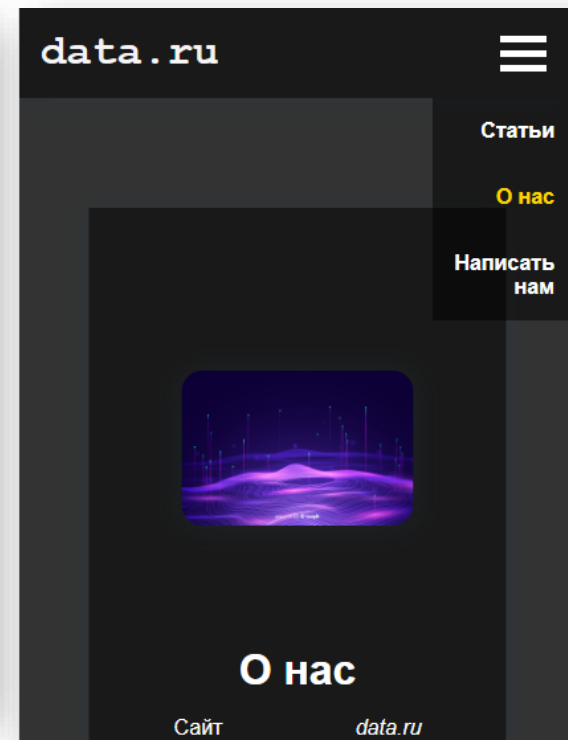 data.ru
Статьи
О нас
Написать
нам
О нас
Сайт data.ru